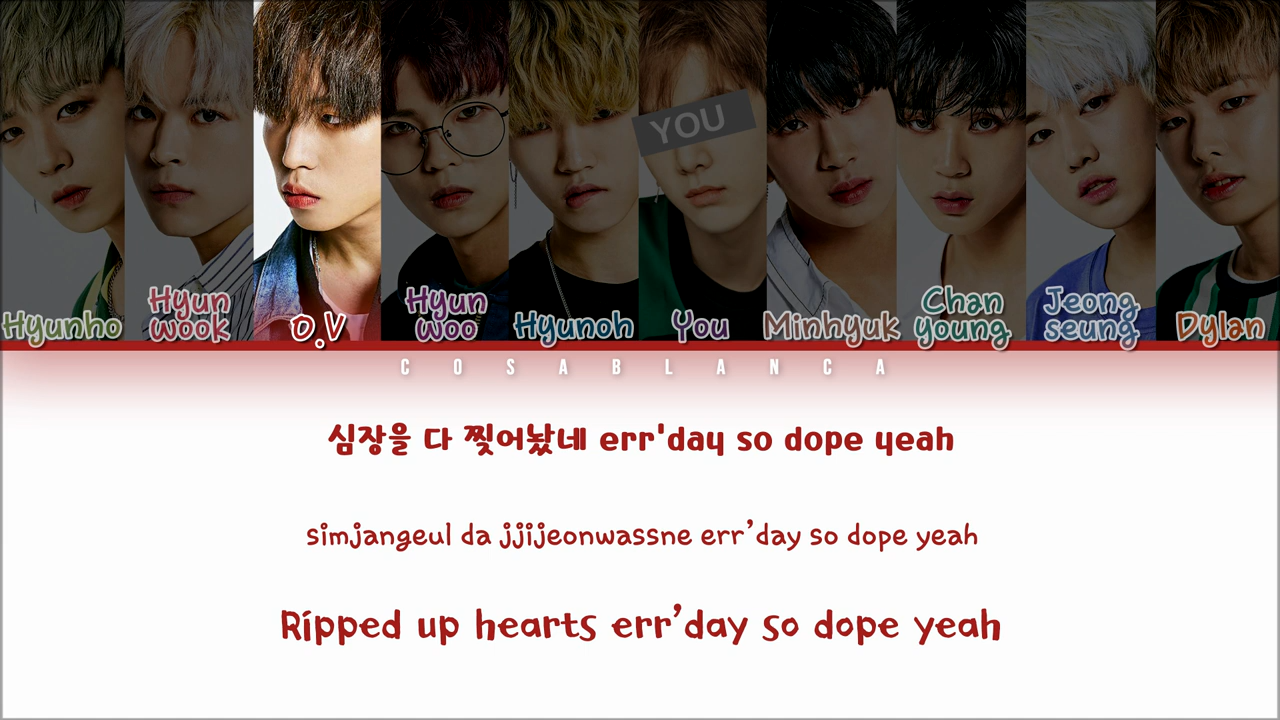 YOU
Hyunho
Hyun
wook
O.V
Hyun
woo
Hyunoh
You
Minhyuk
Chan
young
Jeong
seung
Dylan
COSABLANCA
심장을 다 찢어놨네 err'day so dope yeah
simjangeul da jjijeonwassne err’day so dope yeah
Ripped up hearts err’day so dope yeah